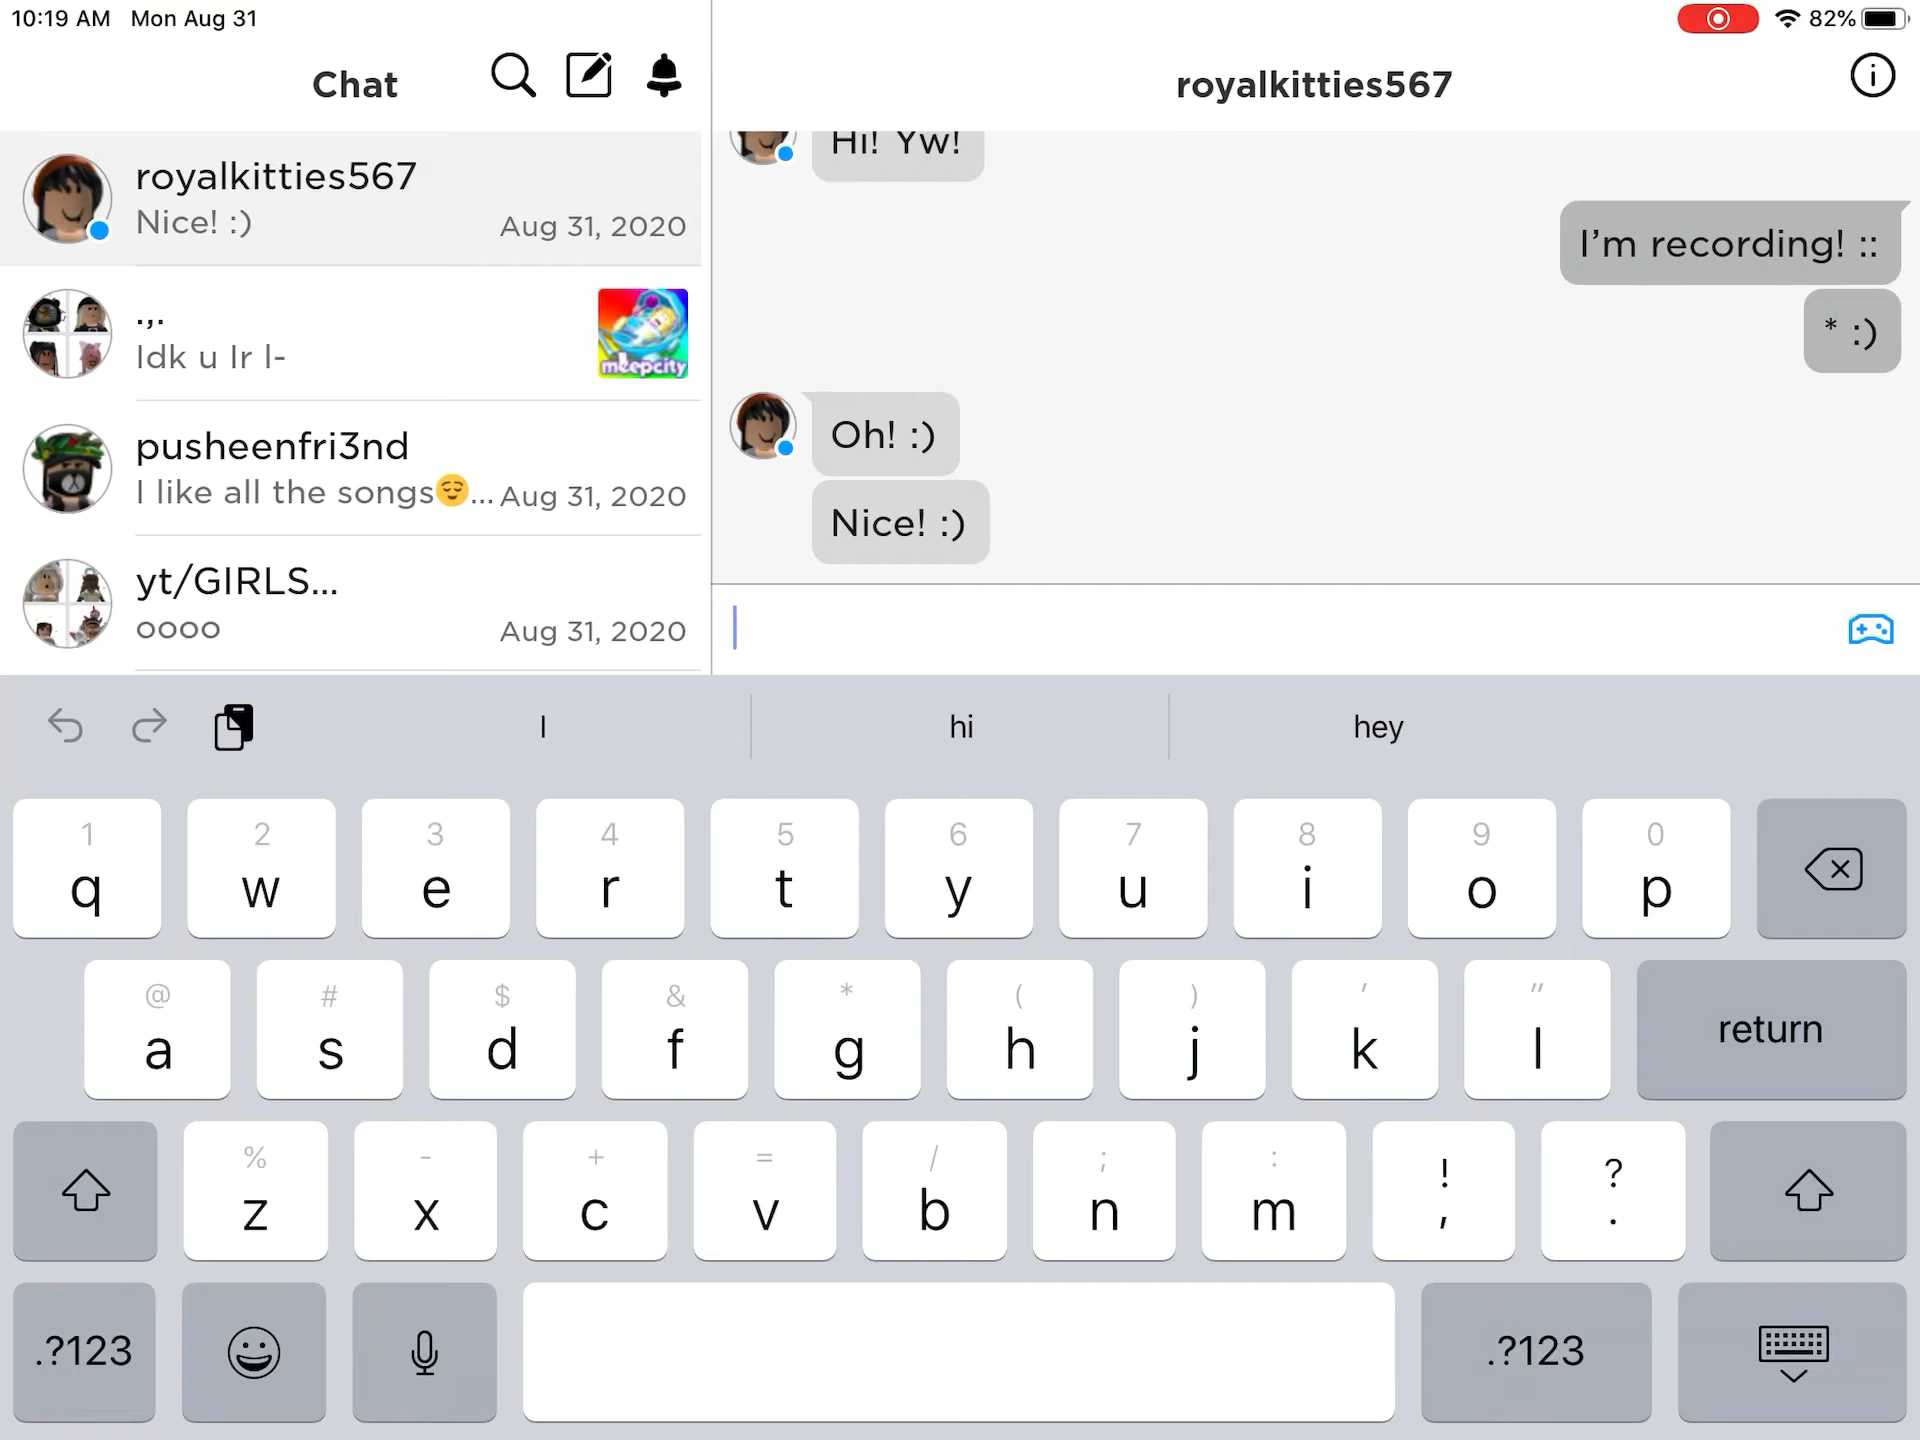 10:19 AM Mon Aug 31
82%
Chat
royalkitties567
royalkitties567
Nice! :)
Aug 31, 2020
.,.
Idk u lr l-
meepcity
pusheenfri3nd
I like all the songs😌... Aug 31, 2020
yt/GIRLS...
oooo
Aug 31, 2020
Hi! Yw!
I'm recording! ::
* :)
Oh! :)
Nice! :)
I hi hey
1 2 3 4 5 6 7 8 9 0
q w e r t y u i o p
@ # $ & * ( ) ' "
a s d f g h j k l return
% - + = / ; : ! ?
z x c v b n m , .
.?123 .?123